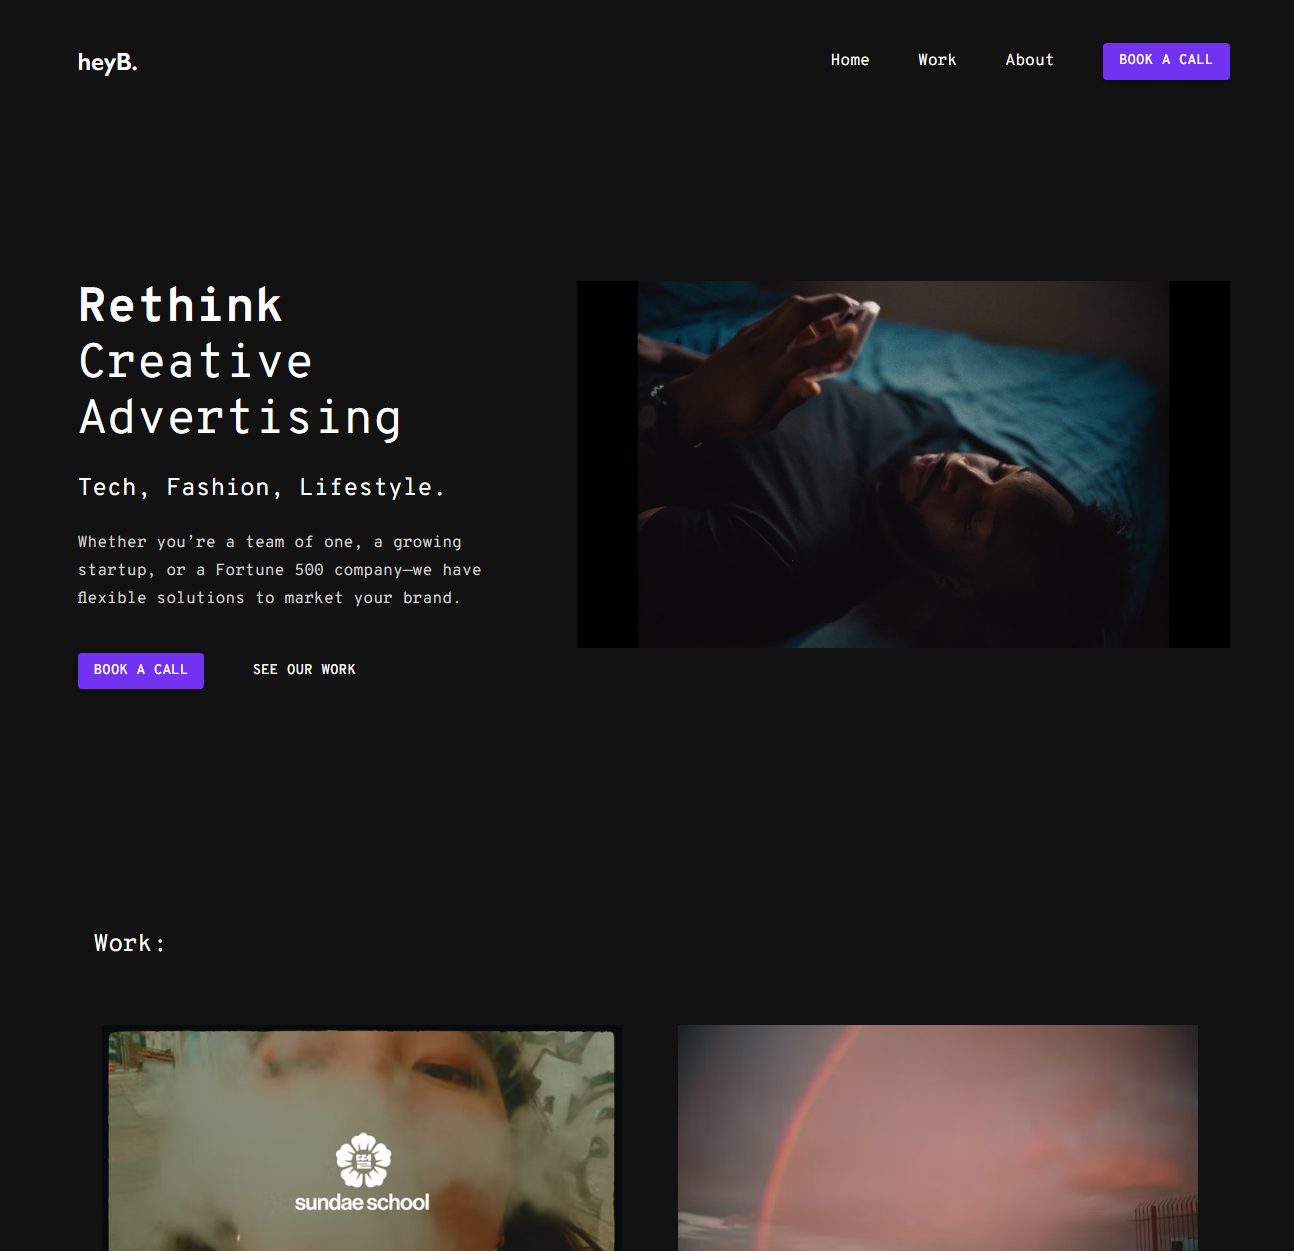 heyB.
Home Work About BOOK A CALL
Rethink
Creative
Advertising
Tech, Fashion, Lifestyle.
Whether you’re a team of one, a growing
startup, or a Fortune 500 company—we have
flexible solutions to market your brand.
BOOK A CALL SEE OUR WORK
Work:
sundae school